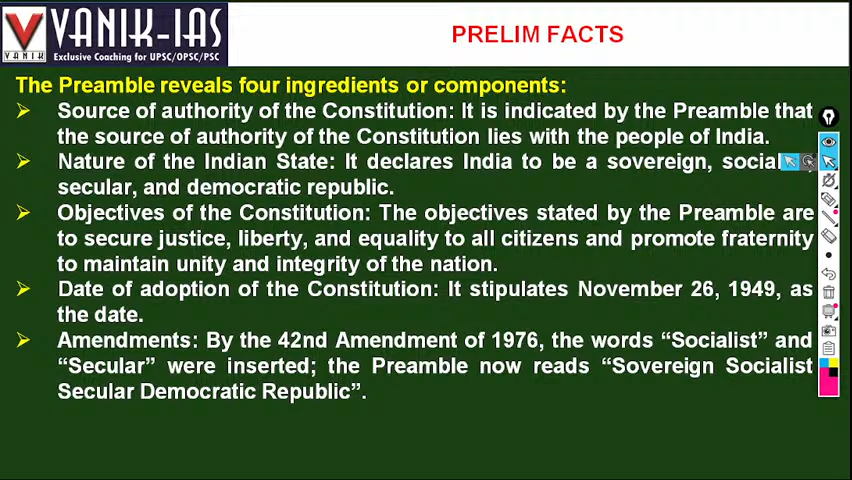 VANIK-IAS
VANIK
Exclusive Coaching for UPSC/OPSC/PSC
PRELIM FACTS
The Preamble reveals four ingredients or components:
Source of authority of the Constitution: It is indicated by the Preamble that
the source of authority of the Constitution lies with the people of India.
Nature of the Indian State: It declares India to be a sovereign,
secular, and democratic republic.
Objectives of the Constitution: The objectives stated by the Preamble are
to secure justice, liberty, and equality to all citizens and promote fraternity
to maintain unity and integrity of the nation.
Date of adoption of the Constitution: It stipulates November 26, 1949, as
the date.
Amendments: By the 42nd Amendment of 1976, the words “Socialist” and
“Secular” were inserted; the Preamble now reads “Sovereign Socialist
Secular Democratic Republic”.